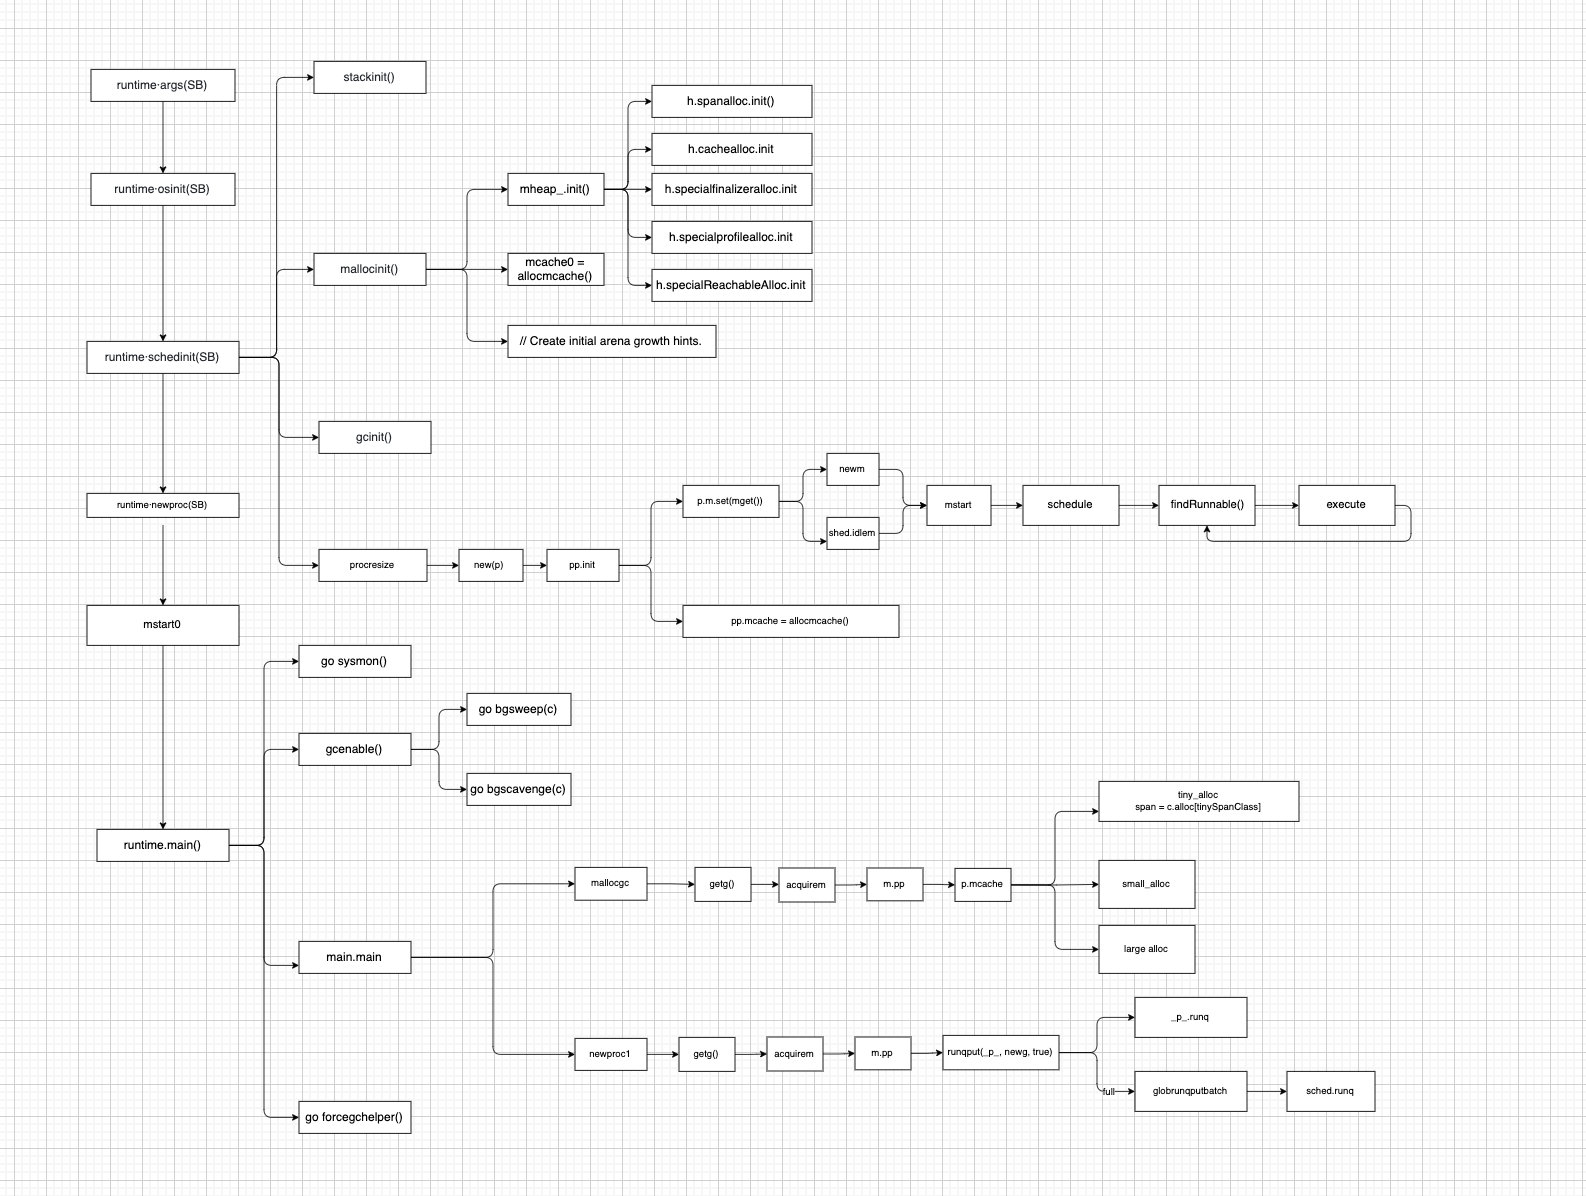 runtime·args(SB)
stackinit()
h.spanalloc.init()
h.cachealloc.init
runtime·osinit(SB)
mheap_.init()
h.specialfinalizeralloc.init
h.specialprofilealloc.init
mallocinit()
mcache0 =
allocmcache()
h.specialReachableAlloc.init
// Create initial arena growth hints.
runtime·schedinit(SB)
gcinit()
newm
p.m.set(mget())
runtime·newproc(SB)
mstart
schedule
findRunnable()
execute
shed.idlem
procresize
new(p)
pp.init
mstart0
pp.mcache = allocmcache()
go sysmon()
go bgsweep(c)
gcenable()
go bgscavenge(c)
tiny_alloc
span = c.alloc[tinySpanClass]
runtime.main()
mallocgc
getg()
acquirem
m.pp
p.mcache
small_alloc
main.main
large alloc
_p_.runq
newproc1
getg()
acquirem
m.pp
runqput(_p_, newg, true)
full
globrunqputbatch
sched.runq
go forcegchelper()